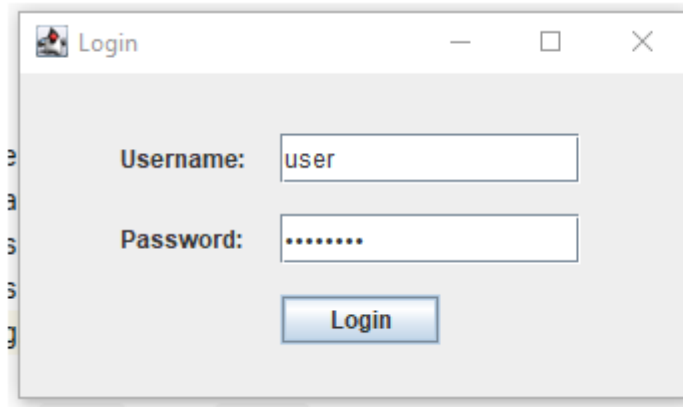 Login
Username: user
Password: ••••••••
Login
e
a
s
s
g